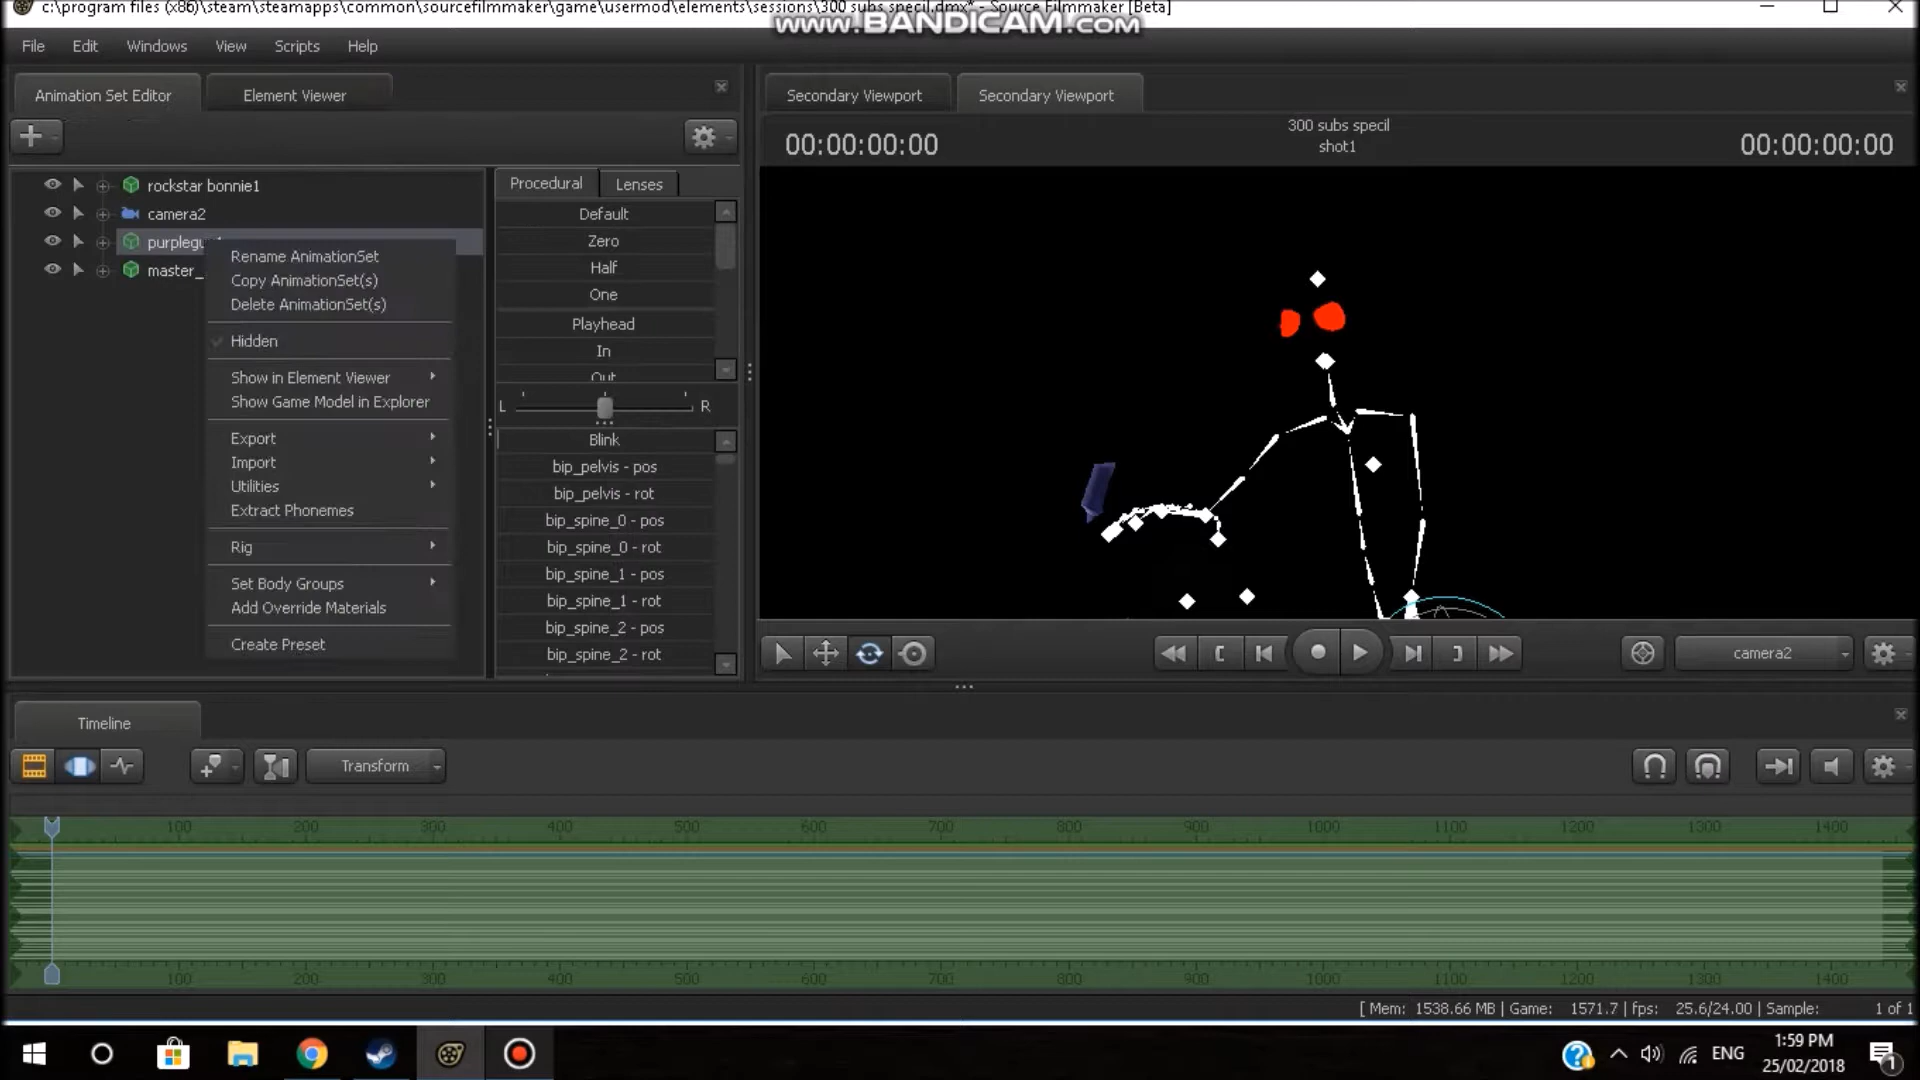 c:\program files (x86)\steam\steamapps\common\sourcefilmmaker\game\usermod\elements\sessions\300 subs specil.dmx* - Source Filmmaker [Beta]
www.BANDICAM.com
File Edit Windows View Scripts Help
Animation Set Editor
Element Viewer
Secondary Viewport
Secondary Viewport
00:00:00:00
300 subs specil
shot1
00:00:00:00
rockstar bonnie1
camera2
master_
Rename AnimationSet
Copy AnimationSet(s)
Delete AnimationSet(s)
Hidden
Show in Element Viewer
Show Game Model in Explorer
Export
Import
Utilities
Extract Phonemes
Rig
Set Body Groups
Add Override Materials
Create Preset
Procedural
Lenses
Default
Zero
Half
One
Playhead
In
Out
L
R
Blink
bip_pelvis - pos
bip_pelvis - rot
bip_spine_0 - pos
bip_spine_0 - rot
bip_spine_1 - pos
bip_spine_1 - rot
bip_spine_2 - pos
bip_spine_2 - rot
camera2
Timeline
Transform
100 200 300 400 500 600 700 800 900 1000 1100 1200 1300 1400
100 200 300 400 500 600 700 800 900 1000 1100 1200 1300 1400
[ Mem: 1538.66 MB | Game: 1571.7 | fps: 25.6/24.00 | Sample: 1 of 1
ENG
1:59 PM
25/02/2018
1